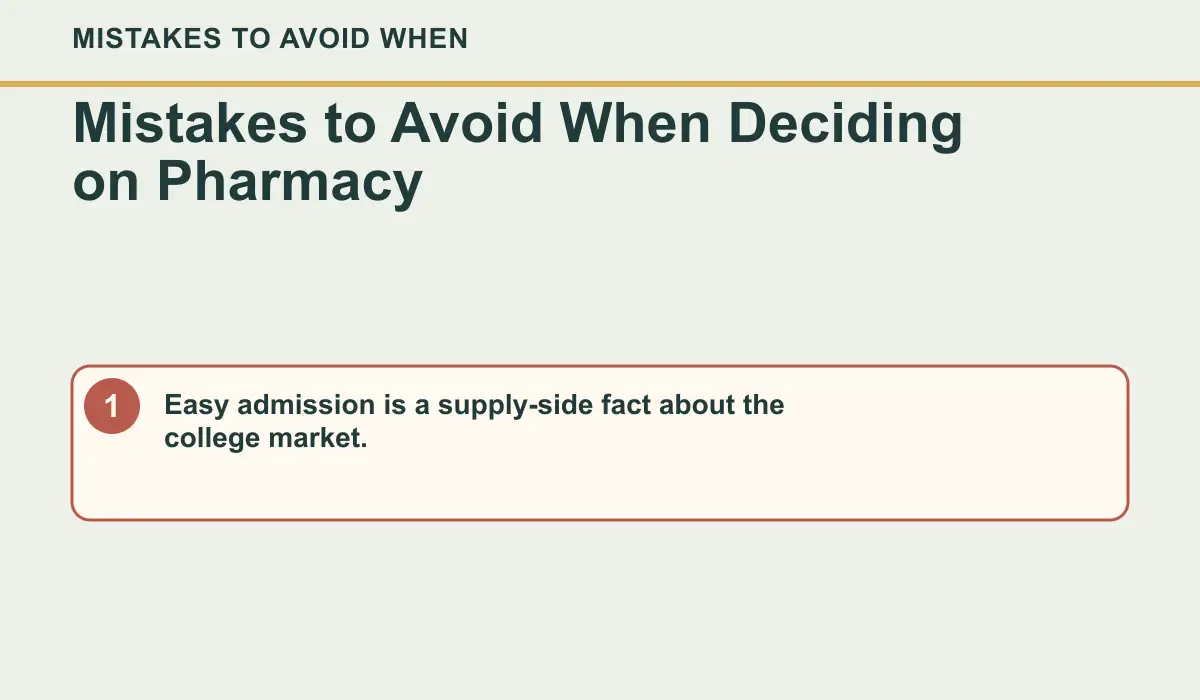 MISTAKES TO AVOID WHEN
Mistakes to Avoid When Deciding
on Pharmacy
1
Easy admission is a supply-side fact about the
college market.